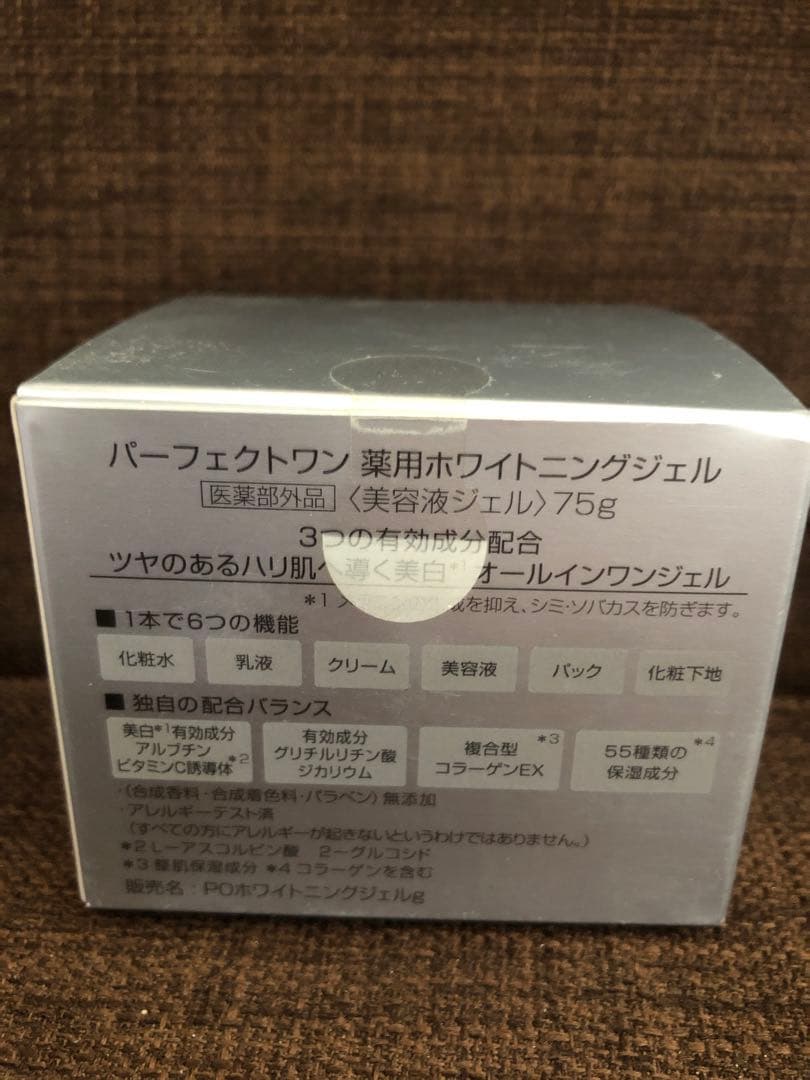 パーフェクトワン 薬用ホワイトニングジェル
医薬部外品 〈美容液ジェル〉75g
3つの有効成分配合
ツヤのあるハリ肌へ導く美白*1 オールインワンジェル
*1 を抑え、シミ・ソバカスを防ぎます。
■ 1本で6つの機能
化粧水 乳液 クリーム 美容液 パック 化粧下地
■ 独自の配合バランス
美白*1有効成分
アルブチン
ビタミンC誘導体*2
有効成分
グリチルリチン酸
ジカリウム
複合型*3
コラーゲンEX
55種類の*4
保湿成分
・(合成香料・合成着色料・パラベン)無添加
・アレルギーテスト済
(すべての方にアレルギーが起きないというわけではありません。)
*2 L-アスコルビン酸 2-グルコシド
*3 整肌保湿成分 *4 コラーゲンを含む
販売名:POホワイトニングジェルg